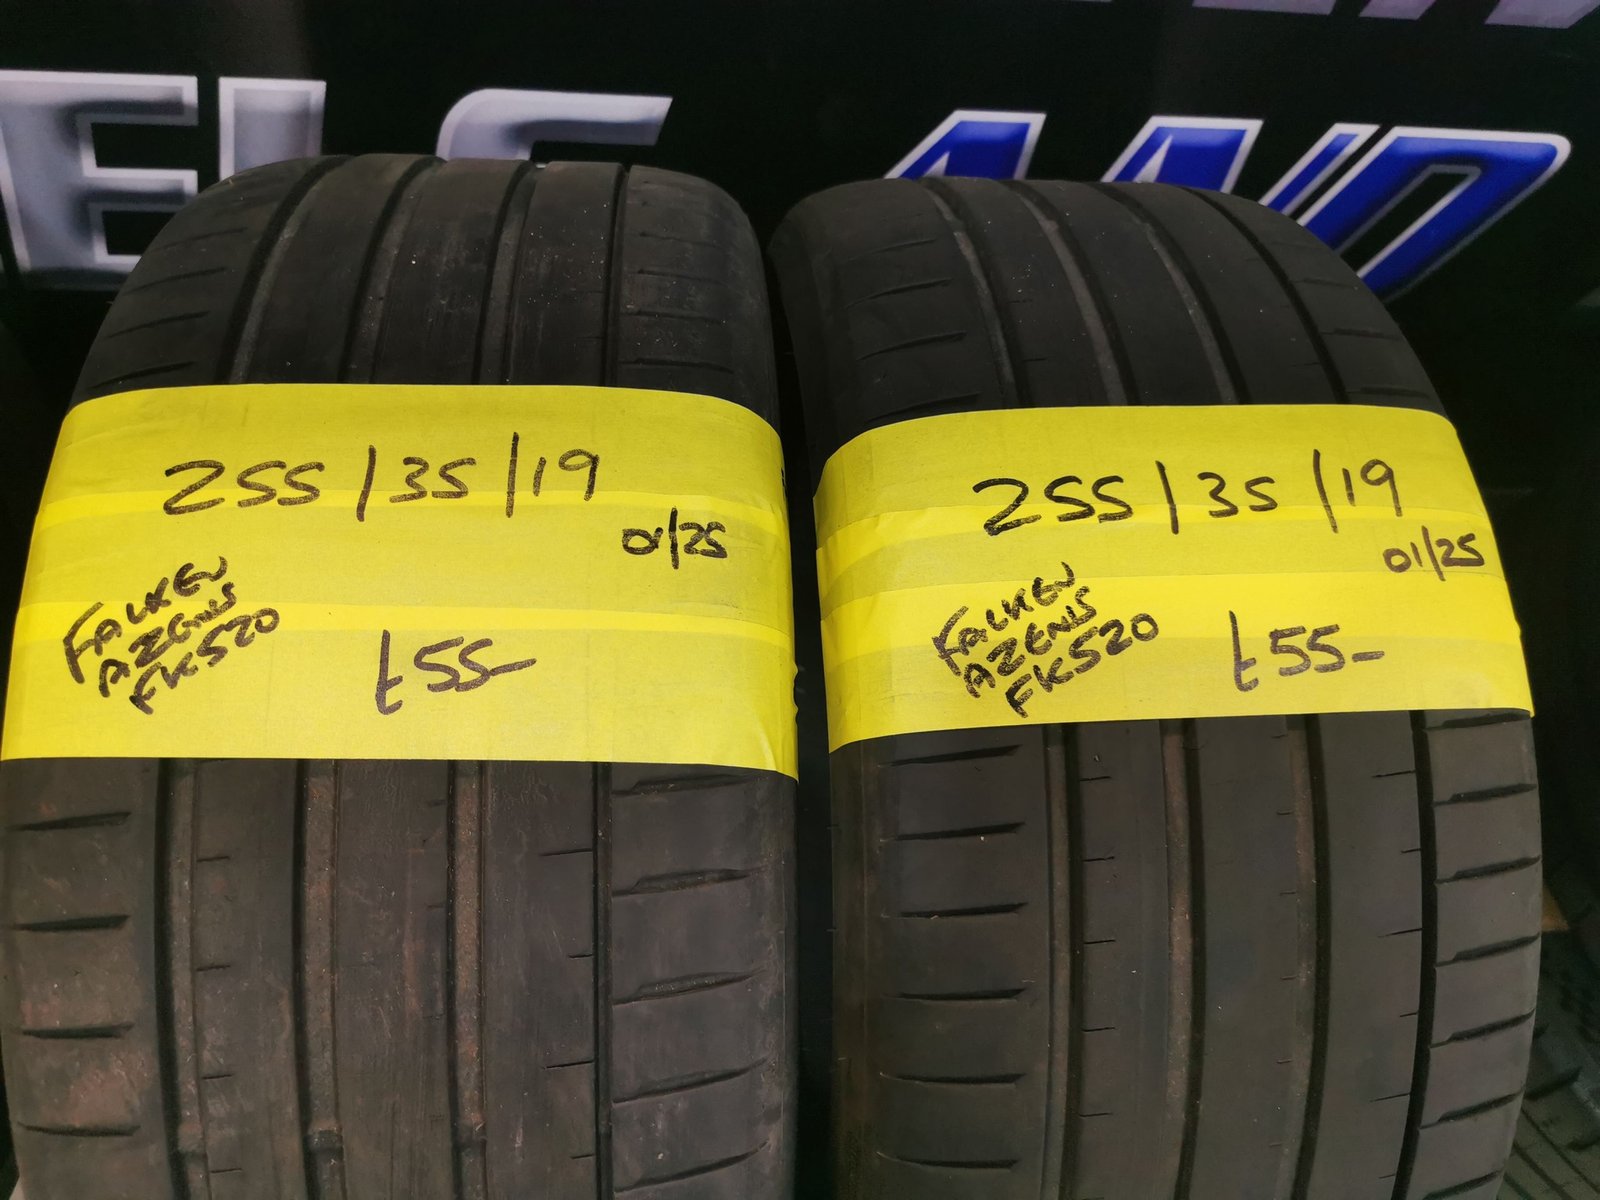 255/35/19
01/25
FALKEN
AZENIS
FK520
£55-
255/35/19
01/25
FALKEN
AZENIS
FK520
£55-